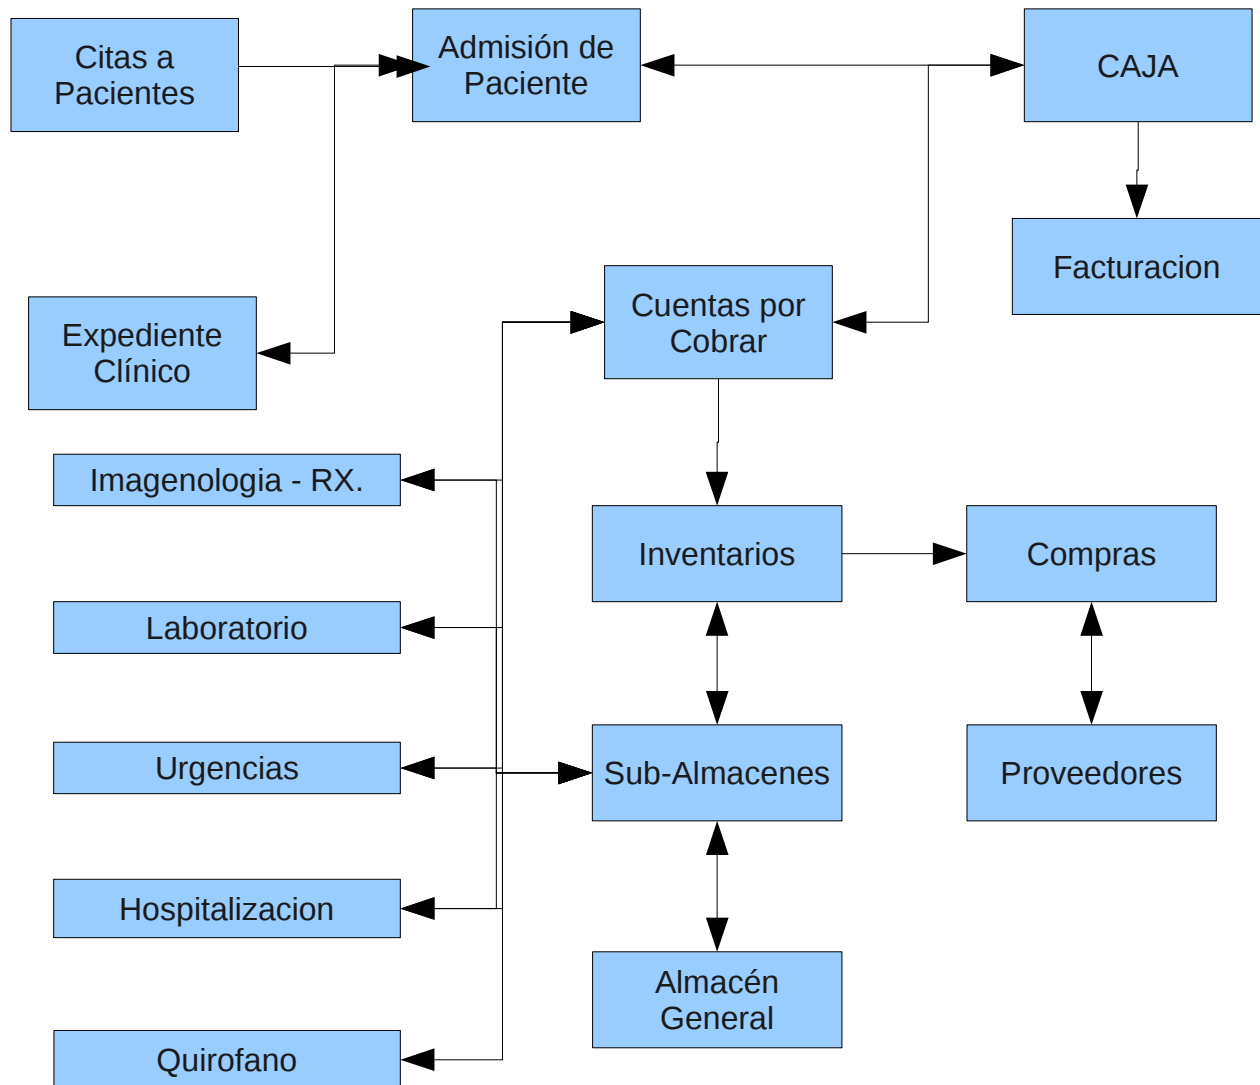 Citas a
Pacientes
Admisión de
Paciente
CAJA
Facturacion
Expediente
Clínico
Cuentas por
Cobrar
Imagenologia - RX.
Inventarios
Compras
Laboratorio
Urgencias
Sub-Almacenes
Proveedores
Hospitalizacion
Almacén
General
Quirofano